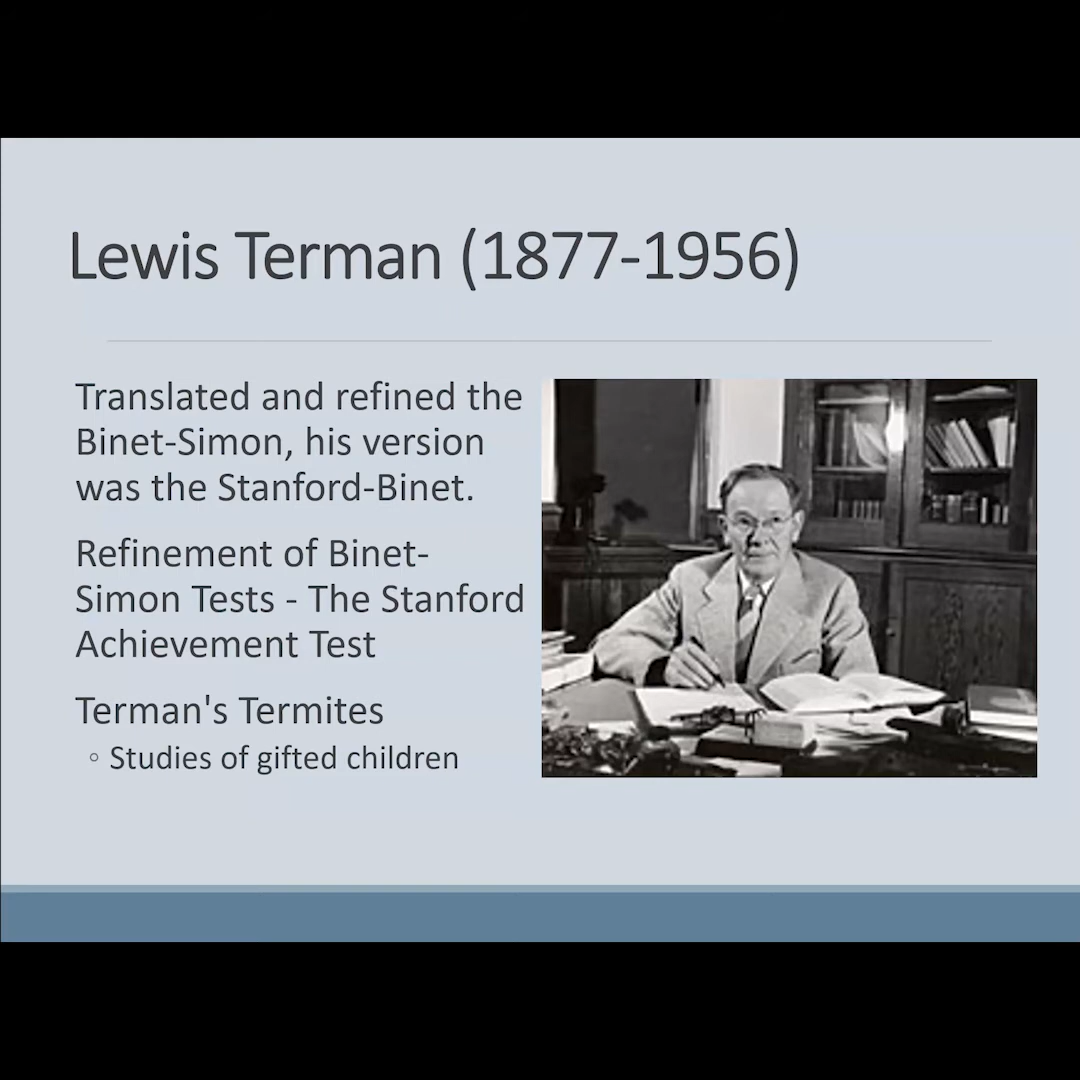 Lewis Terman (1877-1956)
Translated and refined the
Binet-Simon, his version
was the Stanford-Binet.
Refinement of Binet-
Simon Tests - The Stanford
Achievement Test
Terman's Termites
◦ Studies of gifted children